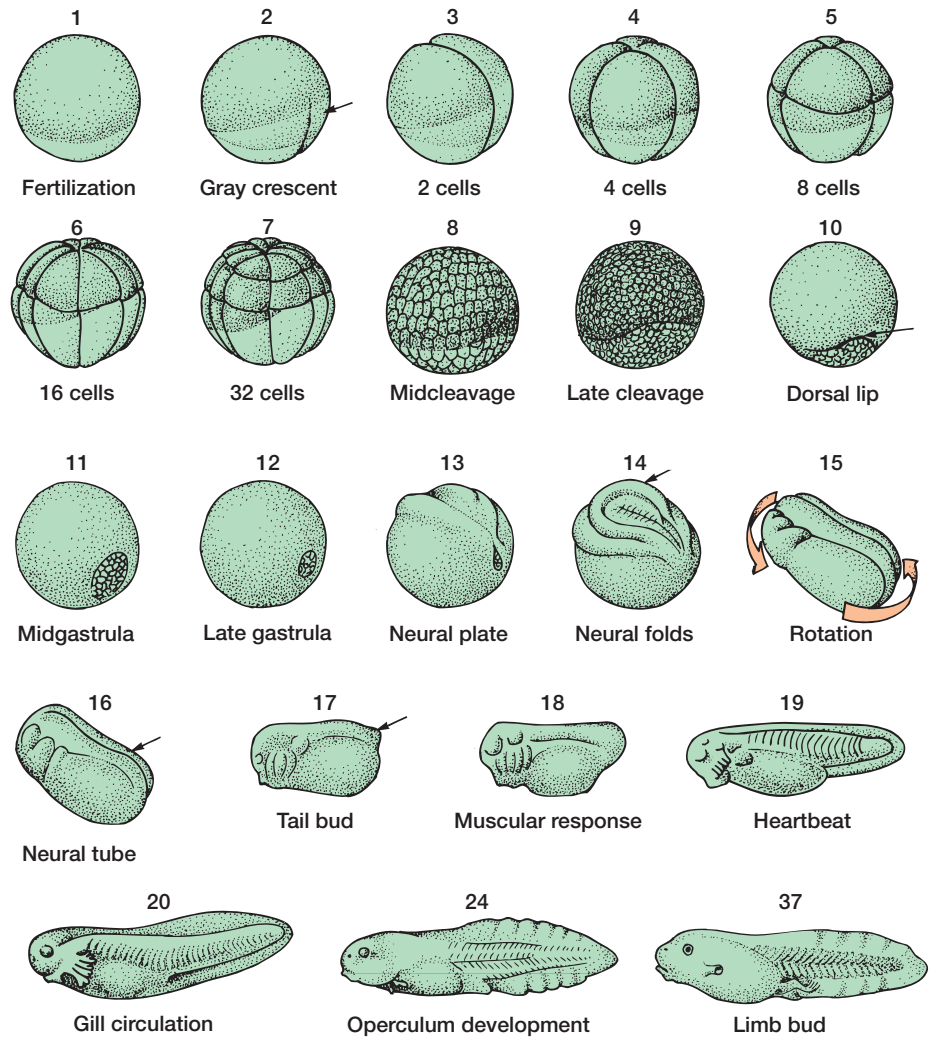 1 2 3 4 5
Fertilization Gray crescent 2 cells 4 cells 8 cells
6 7 8 9 10
16 cells 32 cells Midcleavage Late cleavage Dorsal lip
11 12 13 14 15
Midgastrula Late gastrula Neural plate Neural folds Rotation
16 17 18 19
Neural tube Tail bud Muscular response Heartbeat
20 24 37
Gill circulation Operculum development Limb bud